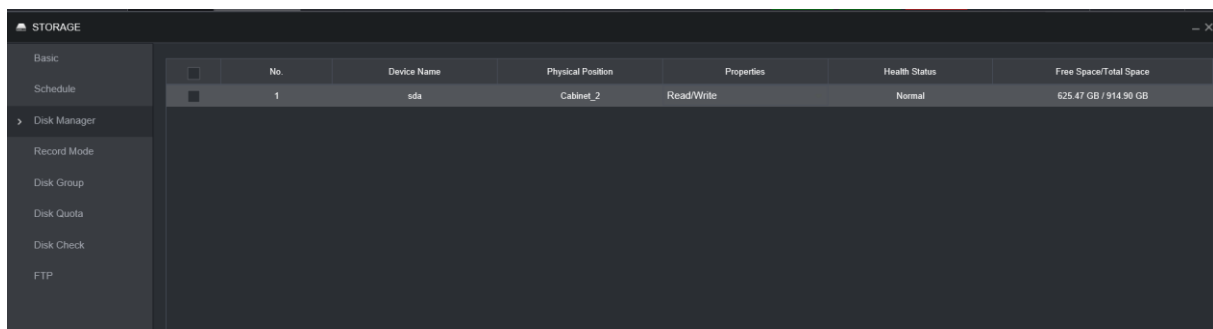 STORAGE
Basic
Schedule
Disk Manager
Record Mode
Disk Group
Disk Quota
Disk Check
FTP
No. Device Name Physical Position Properties Health Status Free Space/Total Space
1 sda Cabinet_2 Read/Write Normal 625.47 GB / 914.90 GB